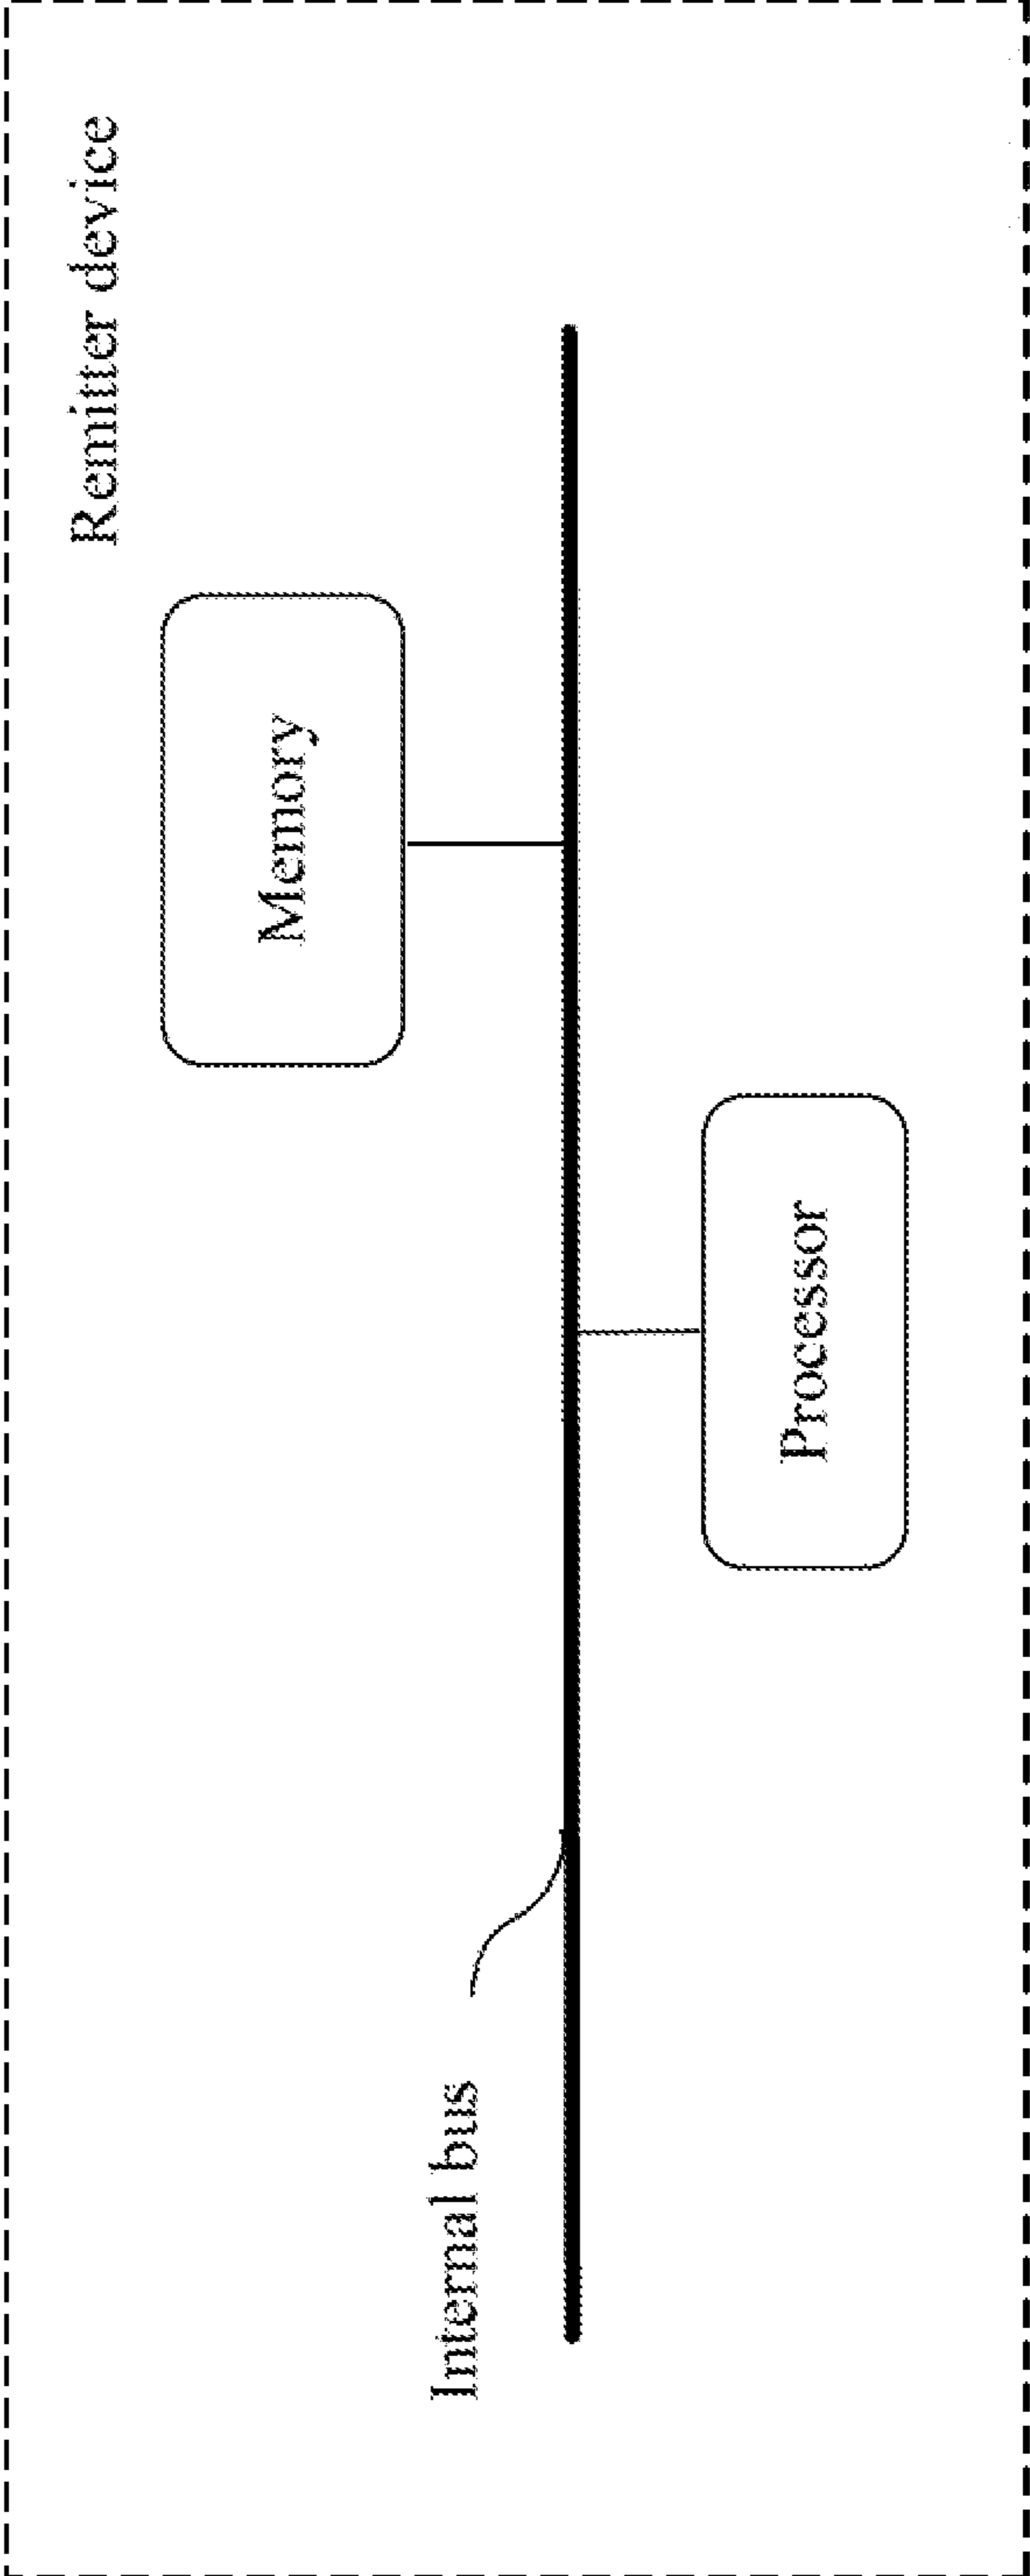 Remitter device
Memory
Internal bus
Processor